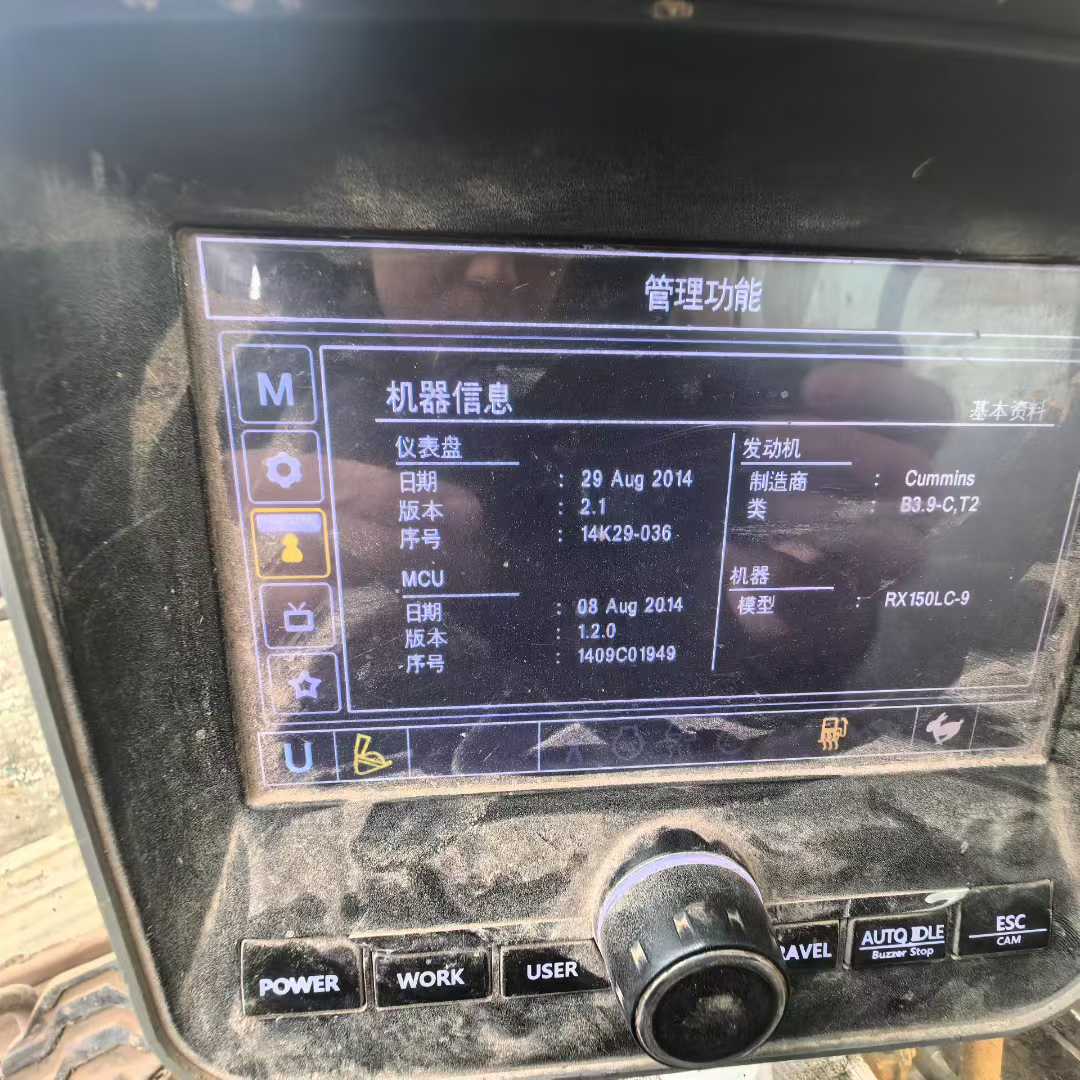 管理功能
M
机器信息
基本资料
仪表盘
日期 : 29 Aug 2014
版本 : 2.1
序号 : 14K29-036
MCU
日期 : 08 Aug 2014
版本 : 1.2.0
序号 : 1409C01949
发动机
制造商 : Cummins
类 : B3.9-C,T2
机器
模型 : RX150LC-9
U
POWER
WORK
USER
RAVEL
AUTO IDLE
Buzzer Stop
ESC
CAM